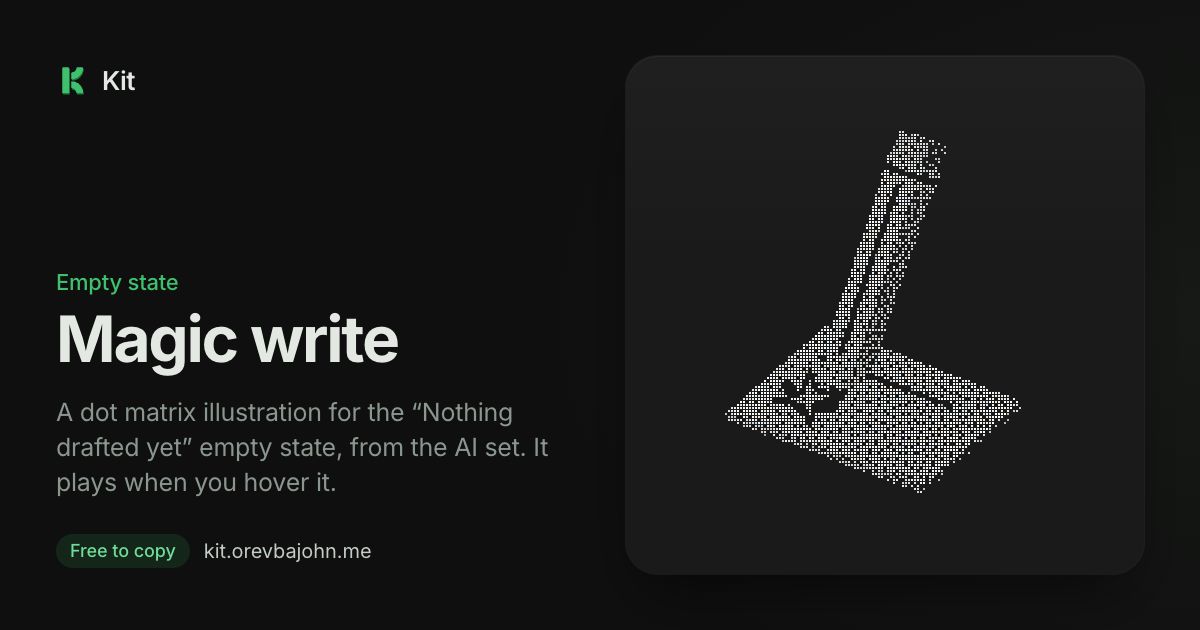 Kit
Empty state
Magic write
A dot matrix illustration for the “Nothing
drafted yet” empty state, from the AI set. It
plays when you hover it.
Free to copy
kit.orevbajohn.me